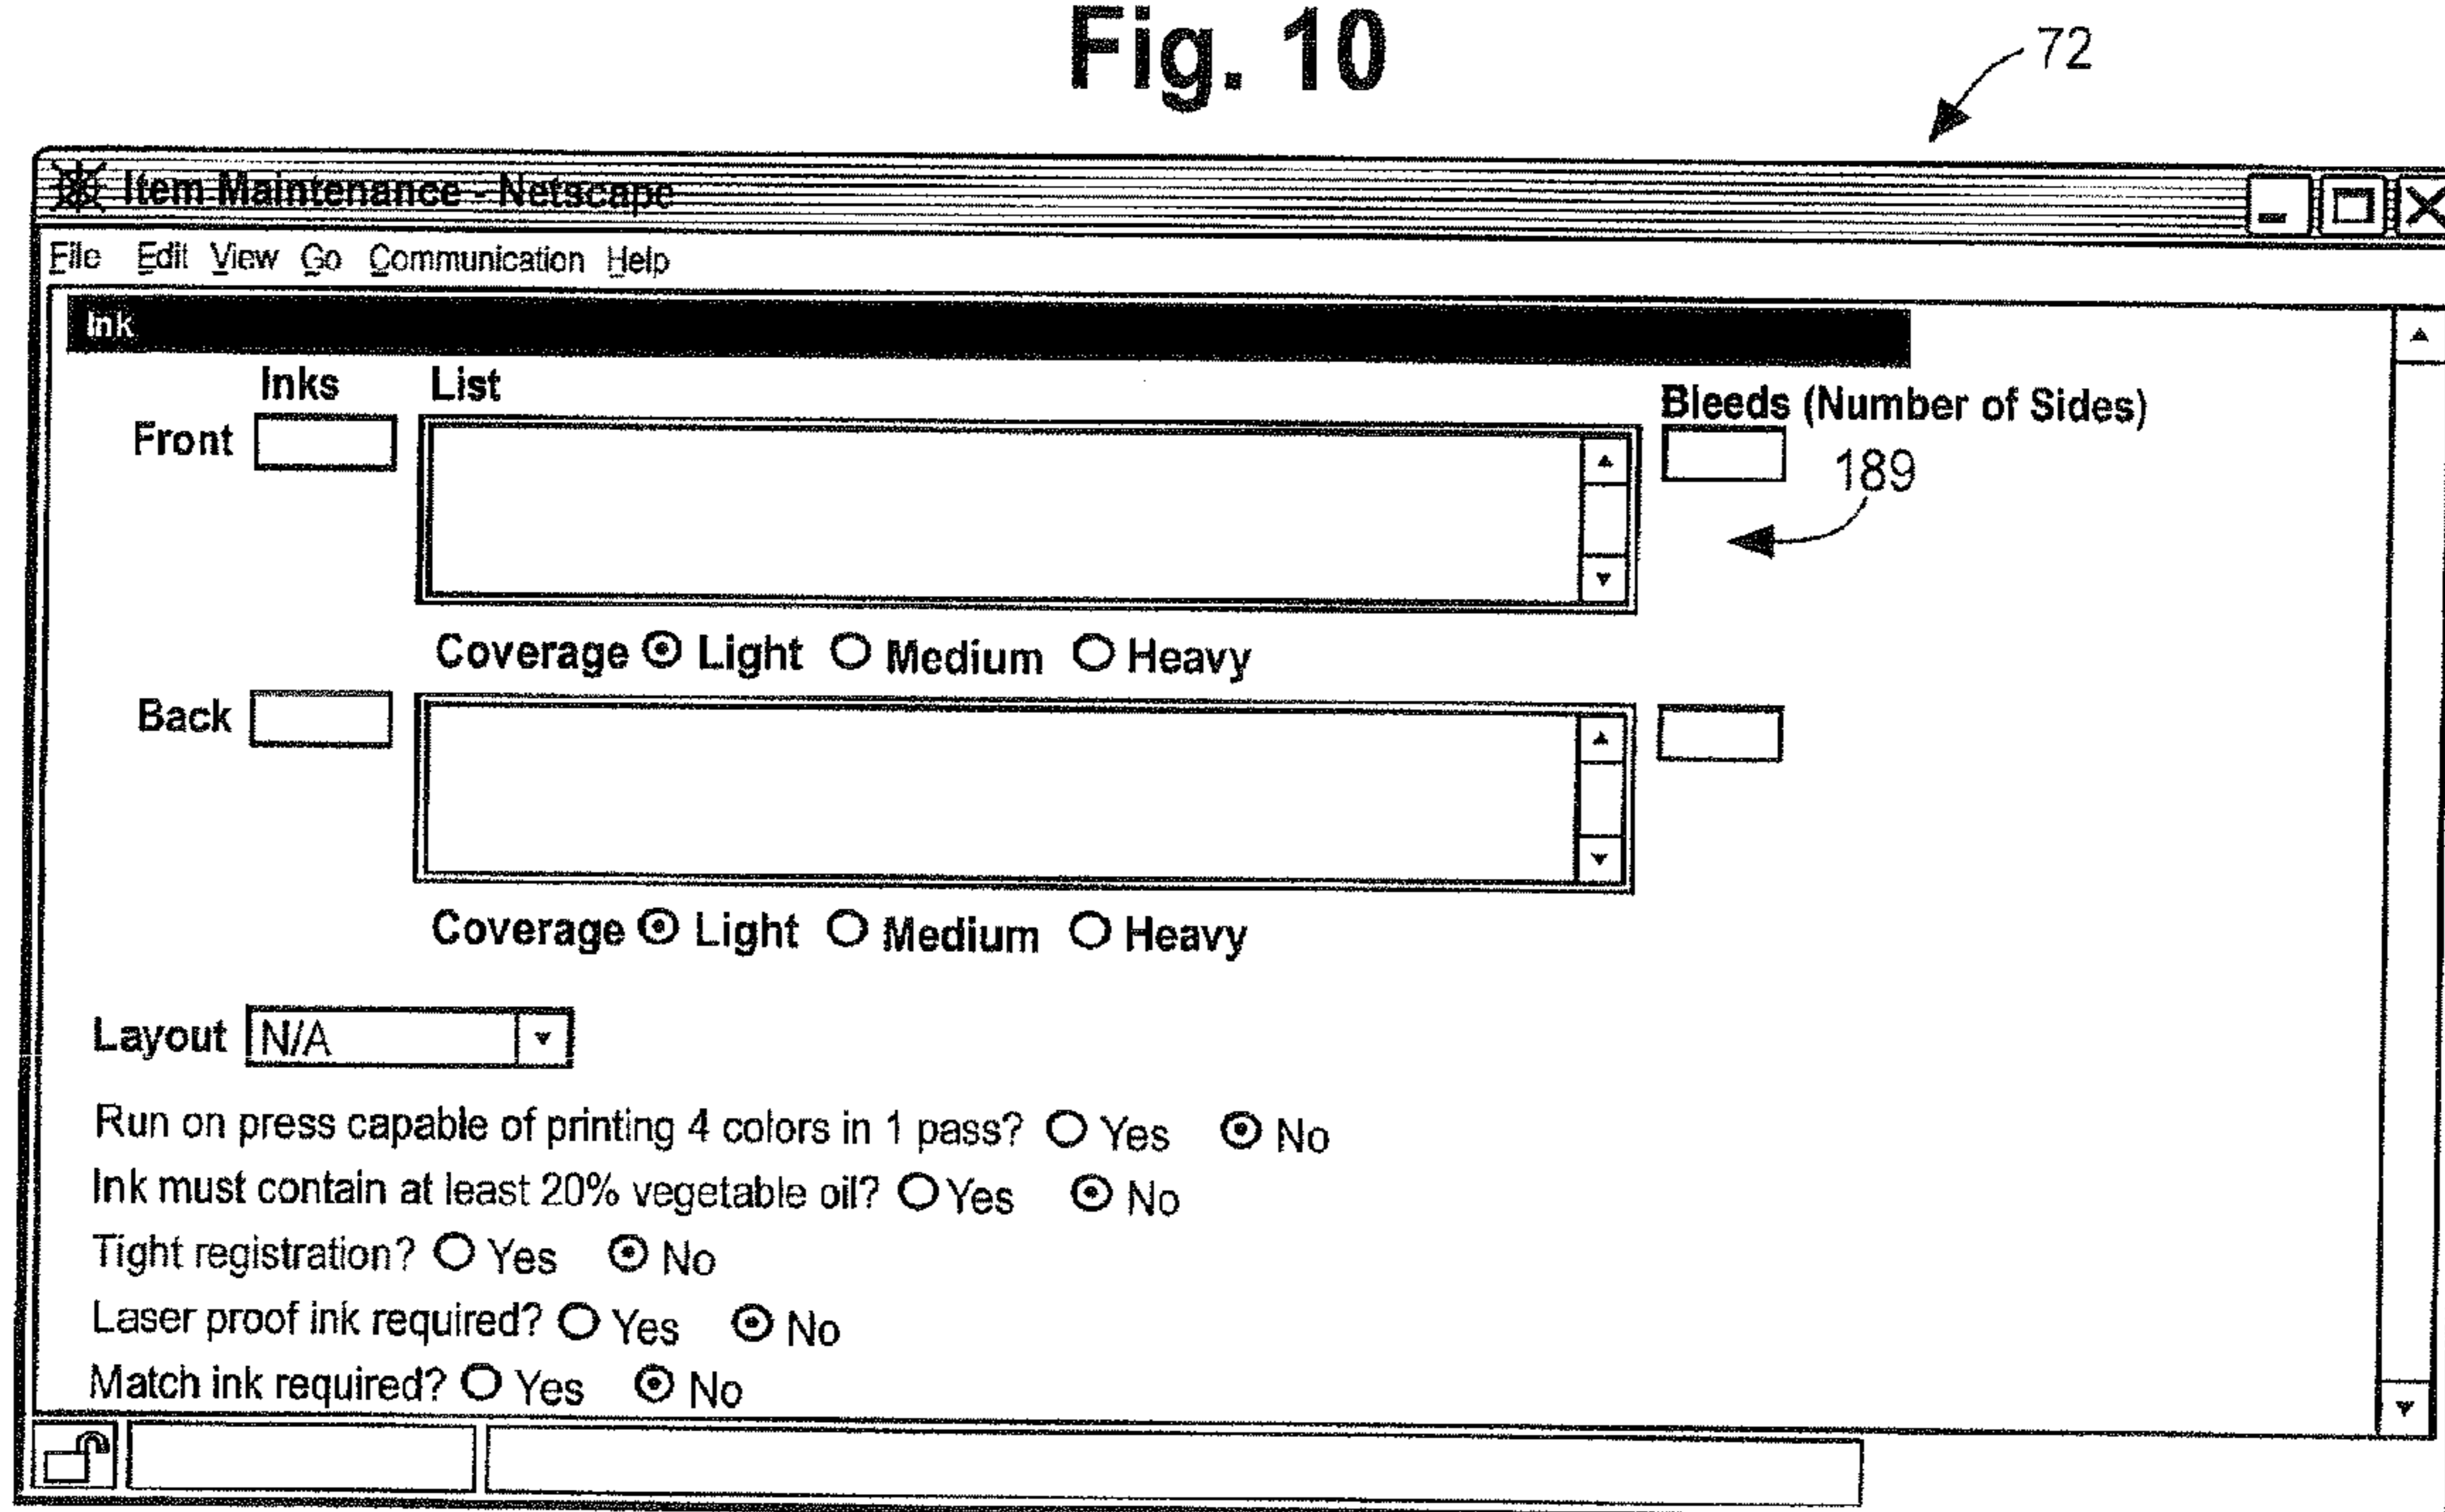 Fig. 10
72
Item Maintenance - Netscape
File Edit View Go Communication Help
Ink
Inks List Bleeds (Number of Sides)
Front
189
Coverage Light Medium Heavy
Back
Coverage Light Medium Heavy
Layout N/A
Run on press capable of printing 4 colors in 1 pass? Yes No
Ink must contain at least 20% vegetable oil? Yes No
Tight registration? Yes No
Laser proof ink required? Yes No
Match ink required? Yes No